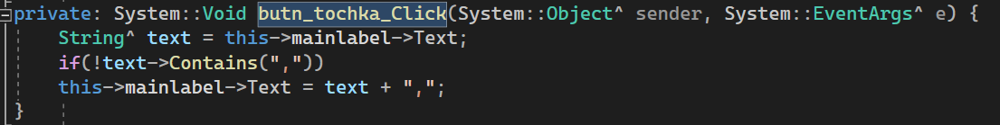 private: System::Void butn_tochka_Click(System::Object^ sender, System::EventArgs^ e) {
String^ text = this->mainlabel->Text;
if(!text->Contains(","))
this->mainlabel->Text = text + ",";
}